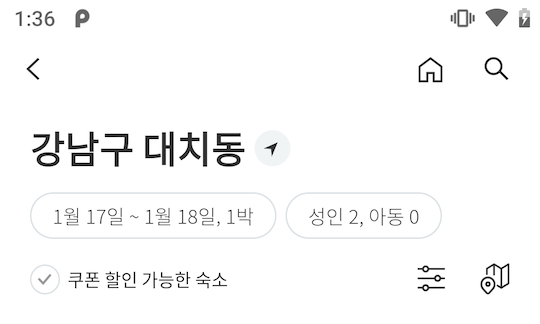 1:36
강남구 대치동
1월 17일 ~ 1월 18일, 1박 성인 2, 아동 0
쿠폰 할인 가능한 숙소